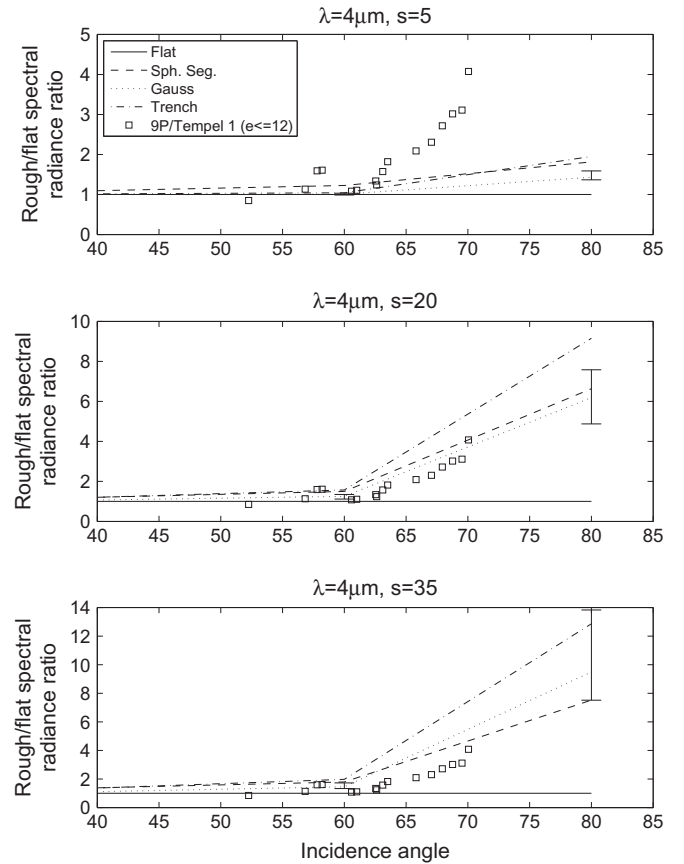 λ=4μm, s=5
Rough/flat spectral
radiance ratio
5
4
3
2
1
0
Flat
Sph. Seg.
Gauss
Trench
9P/Tempel 1 (e<=12)
40 45 50 55 60 65 70 75 80 85
λ=4μm, s=20
Rough/flat spectral
radiance ratio
10
8
6
4
2
0
40 45 50 55 60 65 70 75 80 85
λ=4μm, s=35
Rough/flat spectral
radiance ratio
14
12
10
8
6
4
2
0
40 45 50 55 60 65 70 75 80 85
Incidence angle